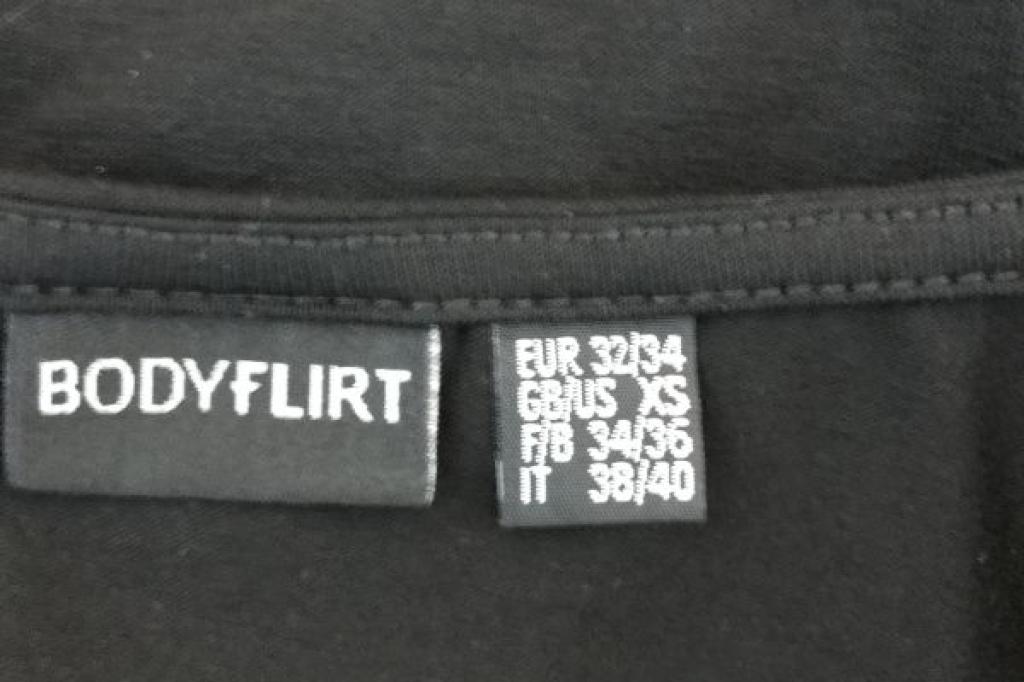 BODYFLIRT
EUR 32/34
GB/US XS
F/B 34/36
IT 38/40